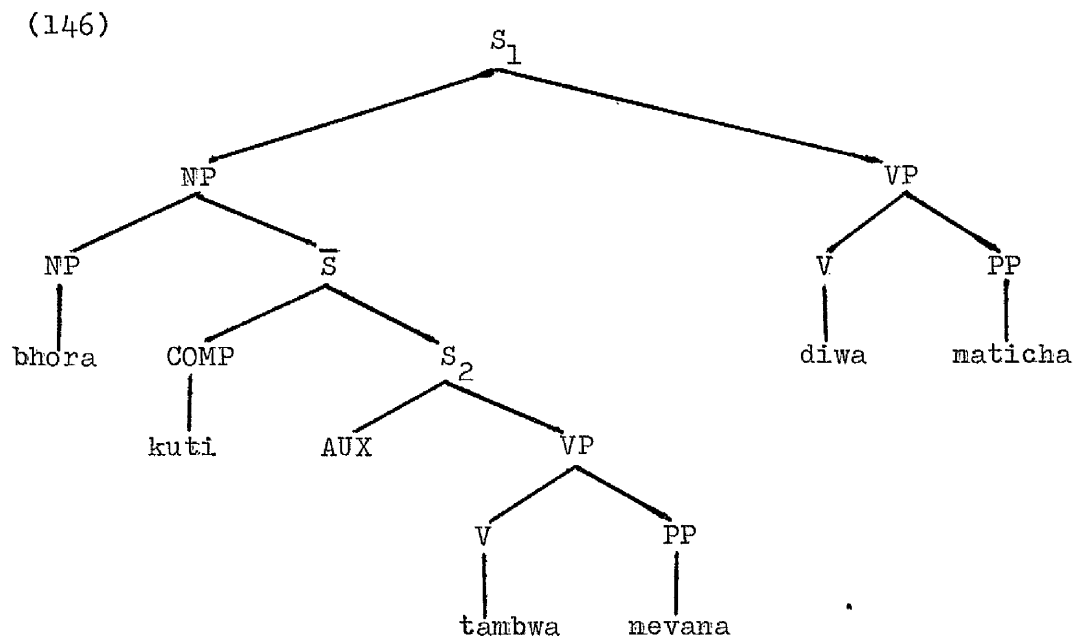 (146)
S₁
NP VP
NP S̅ V PP
bhora COMP S₂ diwa maticha
kuti AUX VP
V PP
tambwa nevana